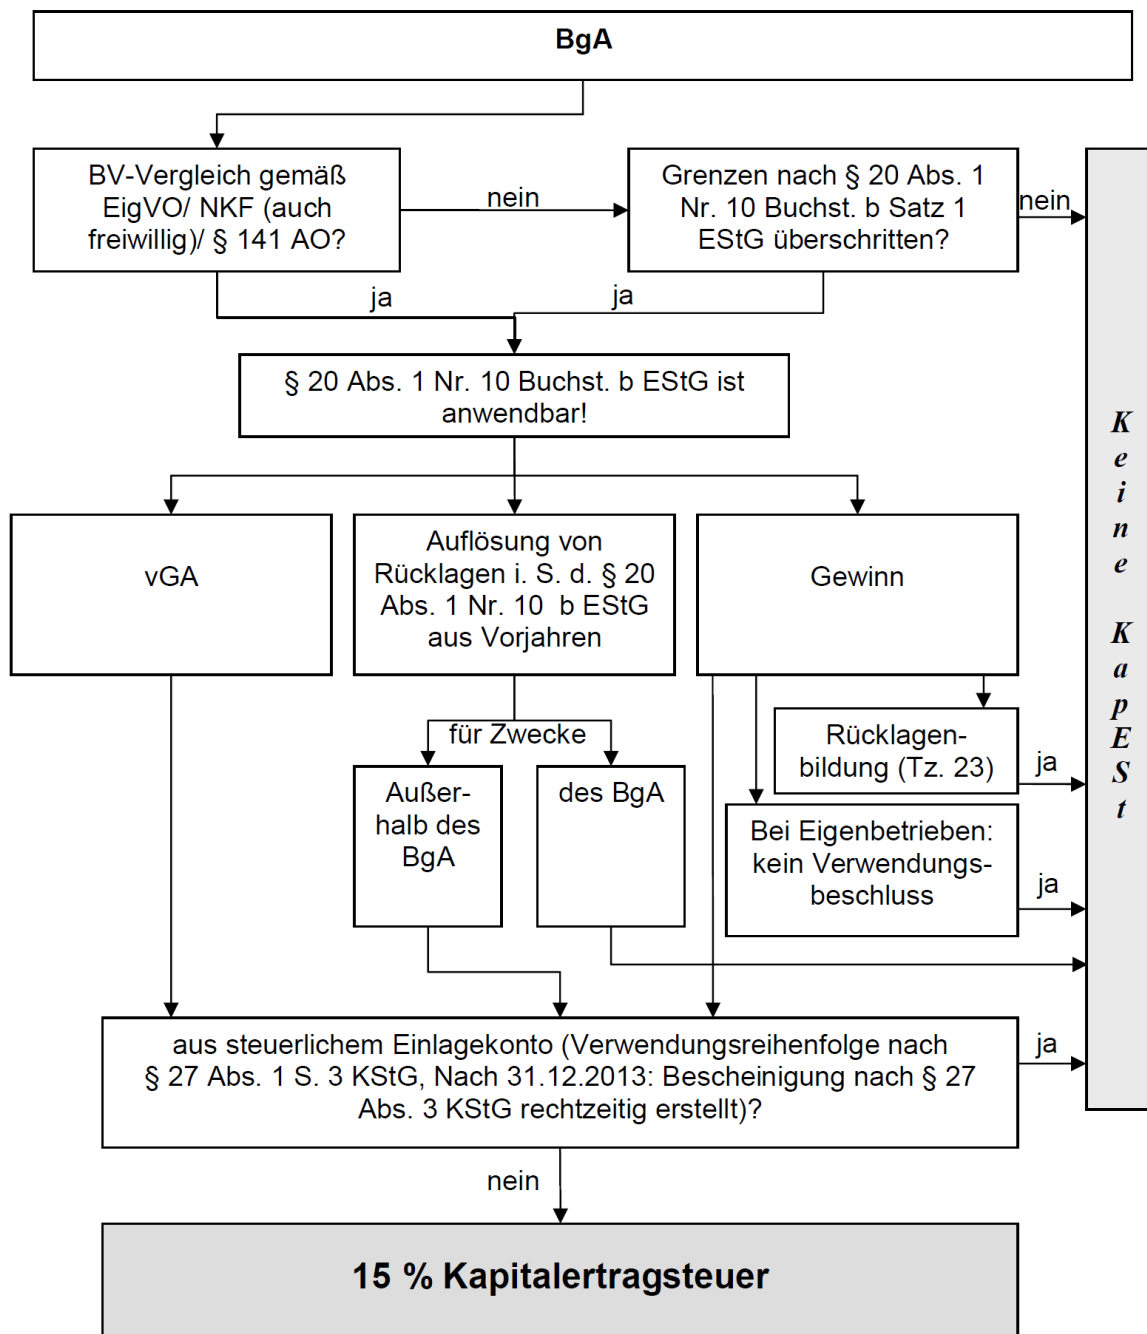 BgA
BV-Vergleich gemäß
EigVO/ NKF (auch
freiwillig)/ § 141 AO?
nein
Grenzen nach § 20 Abs. 1
Nr. 10 Buchst. b Satz 1
EStG überschritten?
nein
ja
ja
§ 20 Abs. 1 Nr. 10 Buchst. b EStG ist
anwendbar!
vGA
Auflösung von
Rücklagen i. S. d. § 20
Abs. 1 Nr. 10 b EStG
aus Vorjahren
Gewinn
für Zwecke
Außer-
halb des
BgA
des BgA
Rücklagen-
bildung (Tz. 23)
ja
Bei Eigenbetrieben:
kein Verwendungs-
beschluss
ja
Keine KapESt
aus steuerlichem Einlagekonto (Verwendungsreihenfolge nach
§ 27 Abs. 1 S. 3 KStG, Nach 31.12.2013: Bescheinigung nach § 27
Abs. 3 KStG rechtzeitig erstellt)?
ja
nein
15 % Kapitalertragsteuer